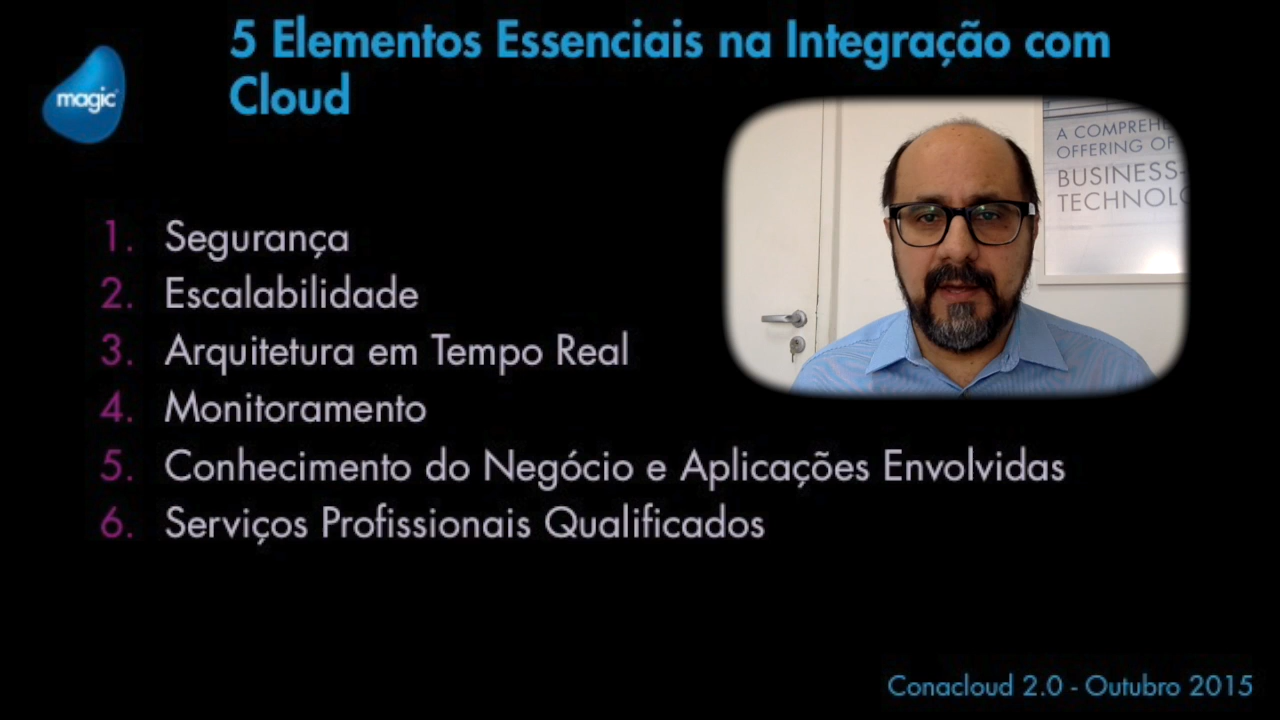 5 Elementos Essenciais na Integração com
Cloud
magic
A COMPREHE
OFFERING OF
BUSINESS-
TECHNOLO
1. Segurança
2. Escalabilidade
3. Arquitetura em Tempo Real
4. Monitoramento
5. Conhecimento do Negócio e Aplicações Envolvidas
6. Serviços Profissionais Qualificados
Conacloud 2.0 - Outubro 2015